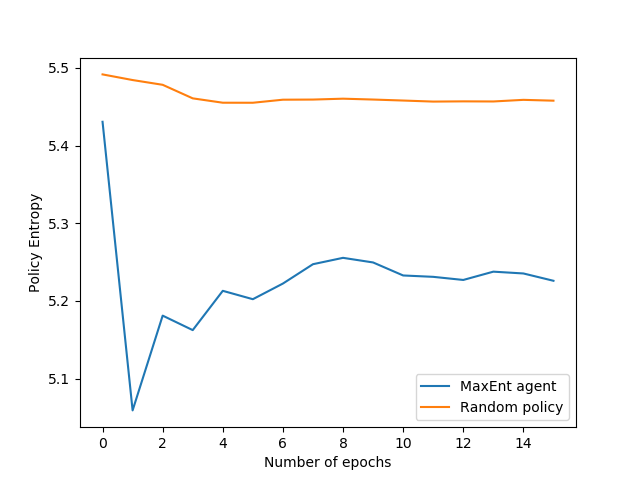 5.5
5.4
5.3
5.2
5.1
Policy Entropy
MaxEnt agent
Random policy
0 2 4 6 8 10 12 14
Number of epochs